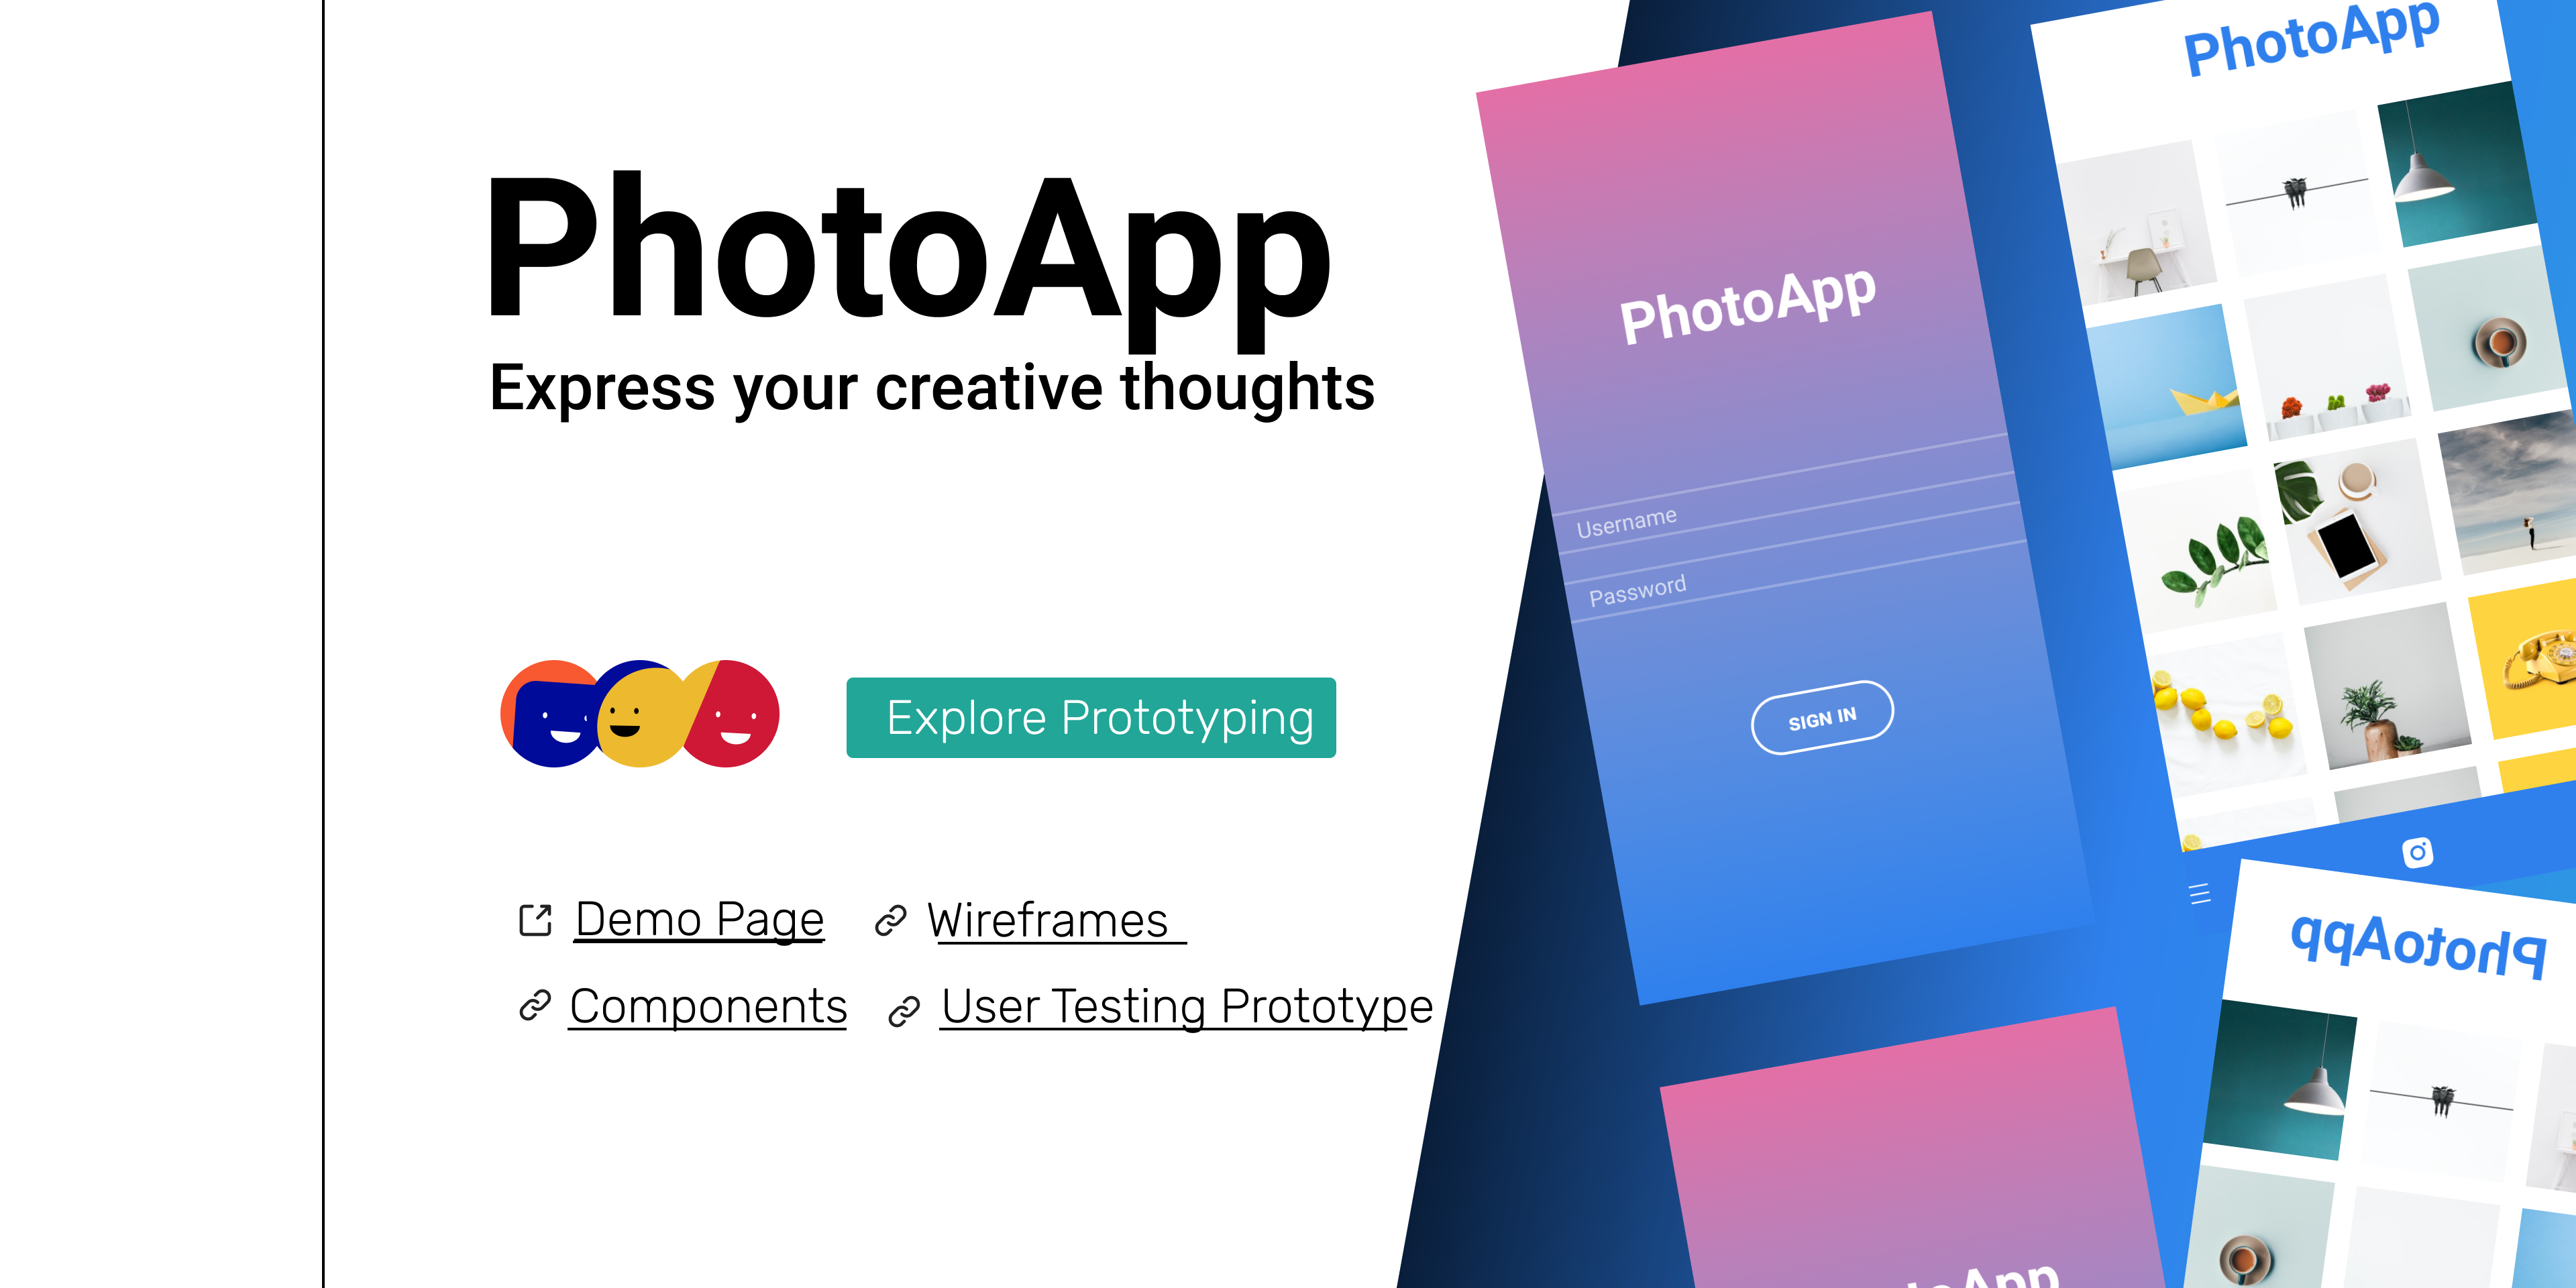 PhotoApp
Express your creative thoughts
Explore Prototyping
Demo Page
Wireframes
Components
User Testing Prototype
PhotoApp
Username
Password
SIGN IN
PhotoApp
PhotoApp
toApp